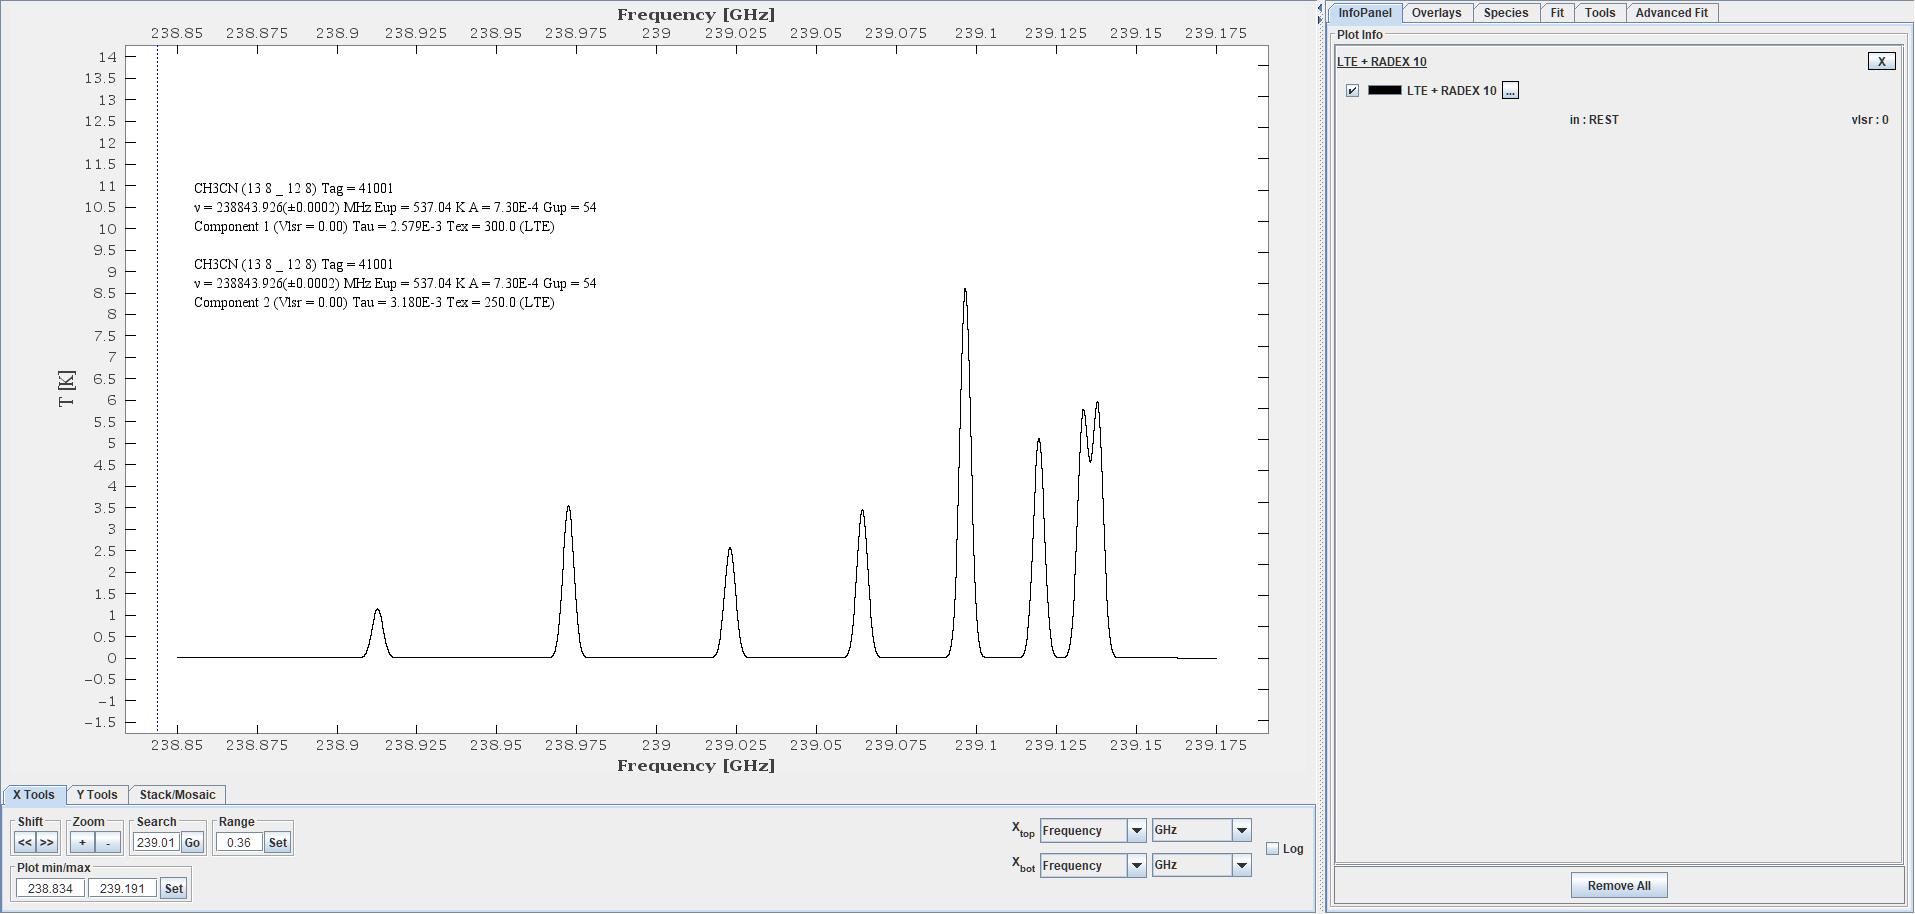 Frequency [GHz]
238.85 238.875 238.9 238.925 238.95 238.975 239 239.025 239.05 239.075 239.1 239.125 239.15 239.175
14
13.5
13
12.5
12
11.5
11
10.5
10
9.5
9
8.5
8
7.5
7
6.5
6
5.5
5
4.5
4
3.5
3
2.5
2
1.5
1
0.5
0
−0.5
−1
−1.5
T [K]
CH3CN (13 8 _ 12 8) Tag = 41001
ν = 238843.926(±0.0002) MHz Eup = 537.04 K A = 7.30E-4 Gup = 54
Component 1 (Vlsr = 0.00) Tau = 2.579E-3 Tex = 300.0 (LTE)
CH3CN (13 8 _ 12 8) Tag = 41001
ν = 238843.926(±0.0002) MHz Eup = 537.04 K A = 7.30E-4 Gup = 54
Component 2 (Vlsr = 0.00) Tau = 3.180E-3 Tex = 250.0 (LTE)
238.85 238.875 238.9 238.925 238.95 238.975 239 239.025 239.05 239.075 239.1 239.125 239.15 239.175
Frequency [GHz]
X Tools Y Tools Stack/Mosaic
Shift Zoom Search Range
<< >> + - 239.01 Go 0.36 Set
Plot min/max
238.834 239.191 Set
Xtop Frequency GHz
Log
Xbot Frequency GHz
InfoPanel Overlays Species Fit Tools Advanced Fit
Plot Info
LTE + RADEX 10 X
LTE + RADEX 10 ...
in : REST vlsr : 0
Remove All